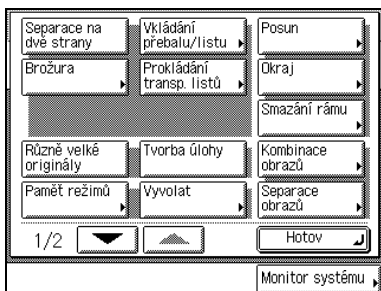 Separace na
dvě strany
Vkládání
přebalu/listu
Posun
Brožura
Prokládání
transp. listů
Okraj
Smazání rámu
Různě velké
originály
Tvorba úlohy
Kombinace
obrazů
Paměť režimů
Vyvolat
Separace
obrazů
1/2
Hotov
Monitor systému